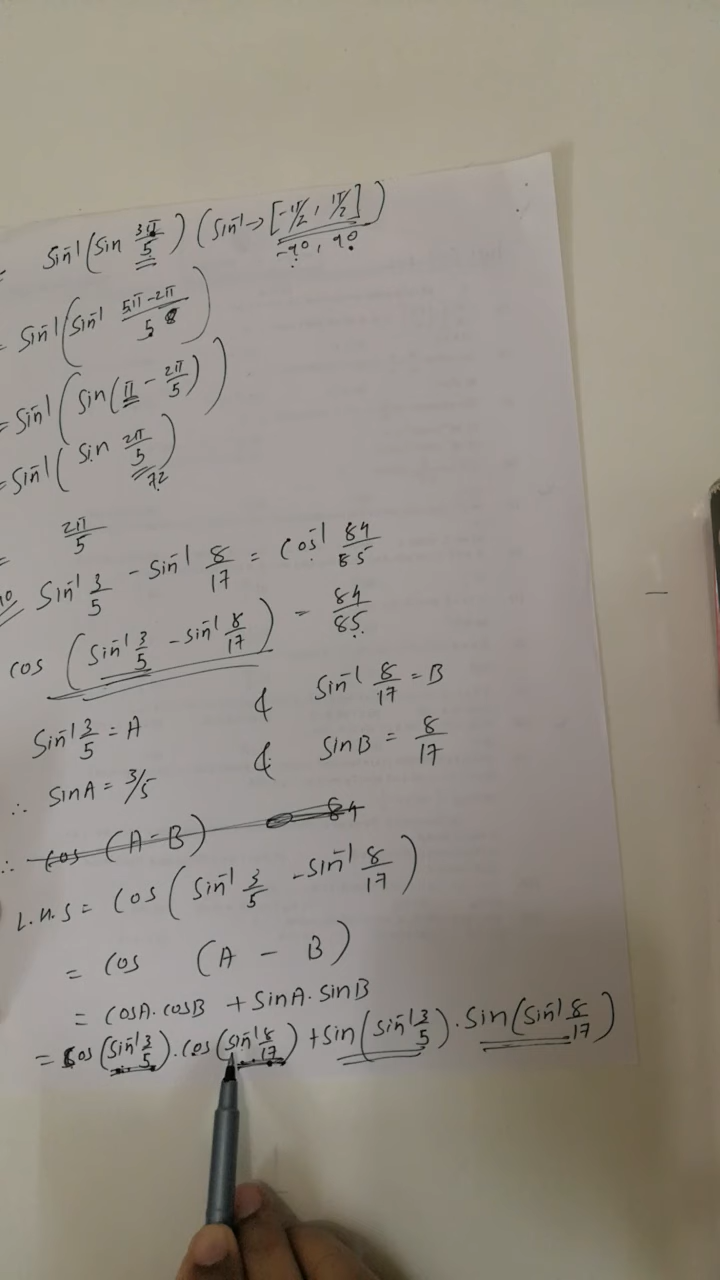 = sin⁻¹(sin 3π/5) (sin⁻¹→ [-π/2, π/2])
-90, 90
= sin⁻¹(sin⁻¹ 5π-2π/5)
= sin⁻¹(sin(π - 2π/5))
= sin⁻¹(sin 2π/5)
72
= 2π/5
sin⁻¹ 3/5 - sin⁻¹ 8/17 = cos⁻¹ 84/85
cos (sin⁻¹ 3/5 - sin⁻¹ 8/17) = 84/85
sin⁻¹ 3/5 = A & sin⁻¹ 8/17 = B
∴ sinA = 3/5 & sinB = 8/17
∴ cos (A-B) = 84
L.H.S = cos (sin⁻¹ 3/5 - sin⁻¹ 8/17)
= cos (A - B)
= cosA.cosB + sinA.sinB
= cos(sin⁻¹ 3/5).cos(sin⁻¹ 8/17) + sin(sin⁻¹ 3/5).sin(sin⁻¹ 8/17)